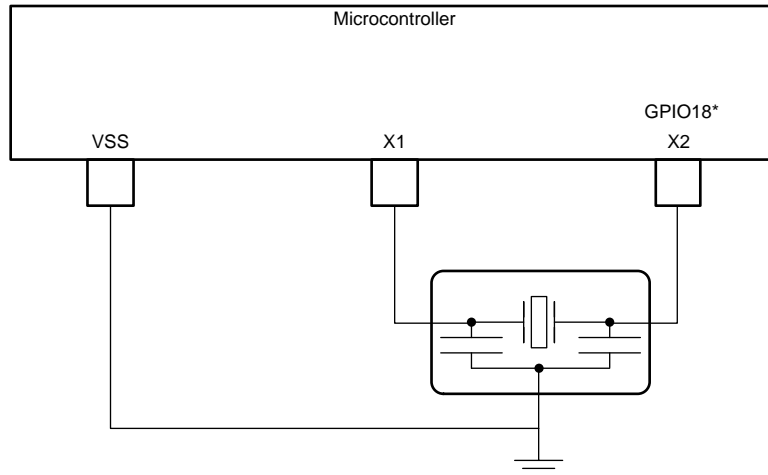 Microcontroller
GPIO18*
VSS
X1
X2